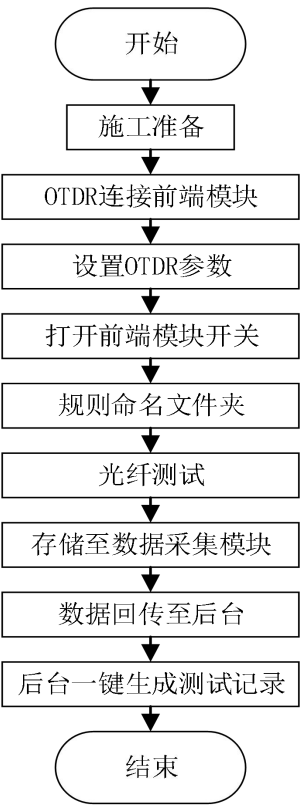 开始
施工准备
OTDR连接前端模块
设置OTDR参数
打开前端模块开关
规则命名文件夹
光纤测试
存储至数据采集模块
数据回传至后台
后台一键生成测试记录
结束